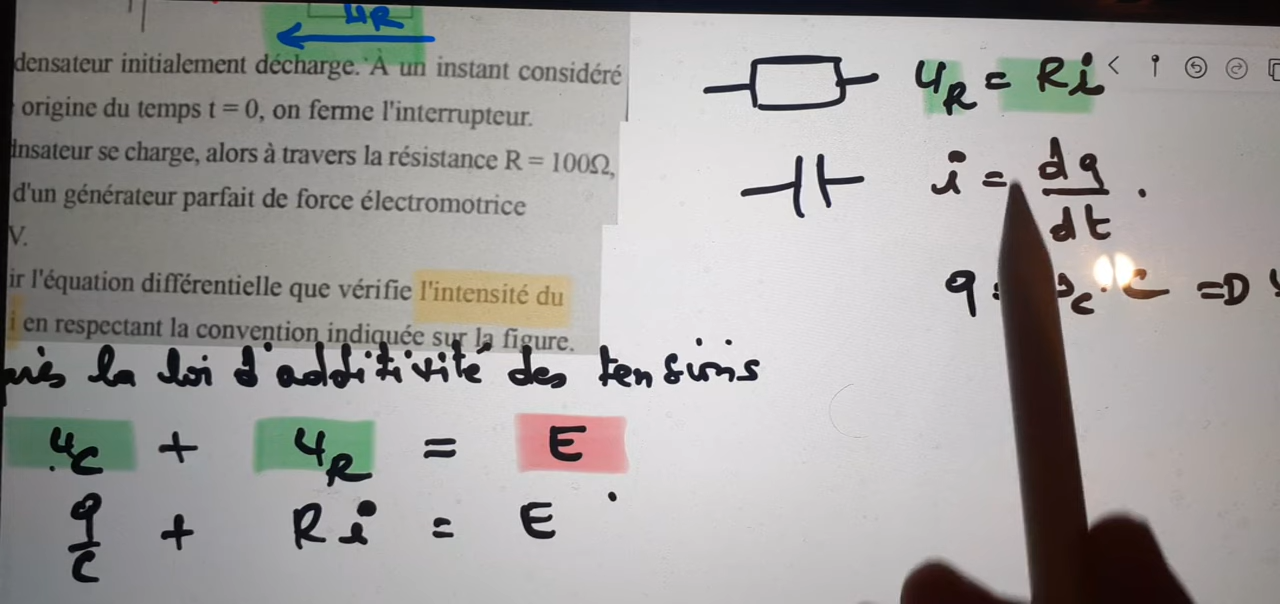 uR
densateur initialement décharge. À un instant considéré
origine du temps t = 0, on ferme l'interrupteur.
se charge, alors à travers la résistance R = 100Ω,
d'un générateur parfait de force électromotrice
V.
ir l'équation différentielle que vérifie l'intensité du
i en respectant la convention indiquée sur la figure.
la loi d'additivité des tensions
uC + uR = E
q/C + Ri = E
uR = Ri
i = dq/dt .
q C =D